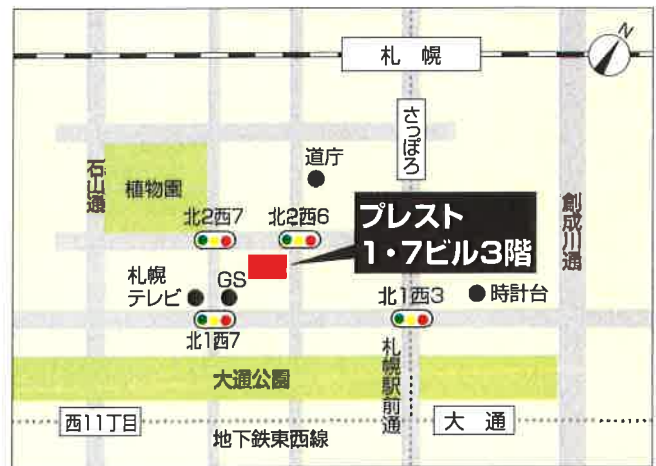 N
札幌
さっぽろ
石山通
植物園
道庁
創成川通
北2西7
北2西6
プレスト
1・7ビル3階
札幌
テレビ
GS
北1西3
時計台
北1西7
札幌駅前通
大通公園
西11丁目
大通
地下鉄東西線